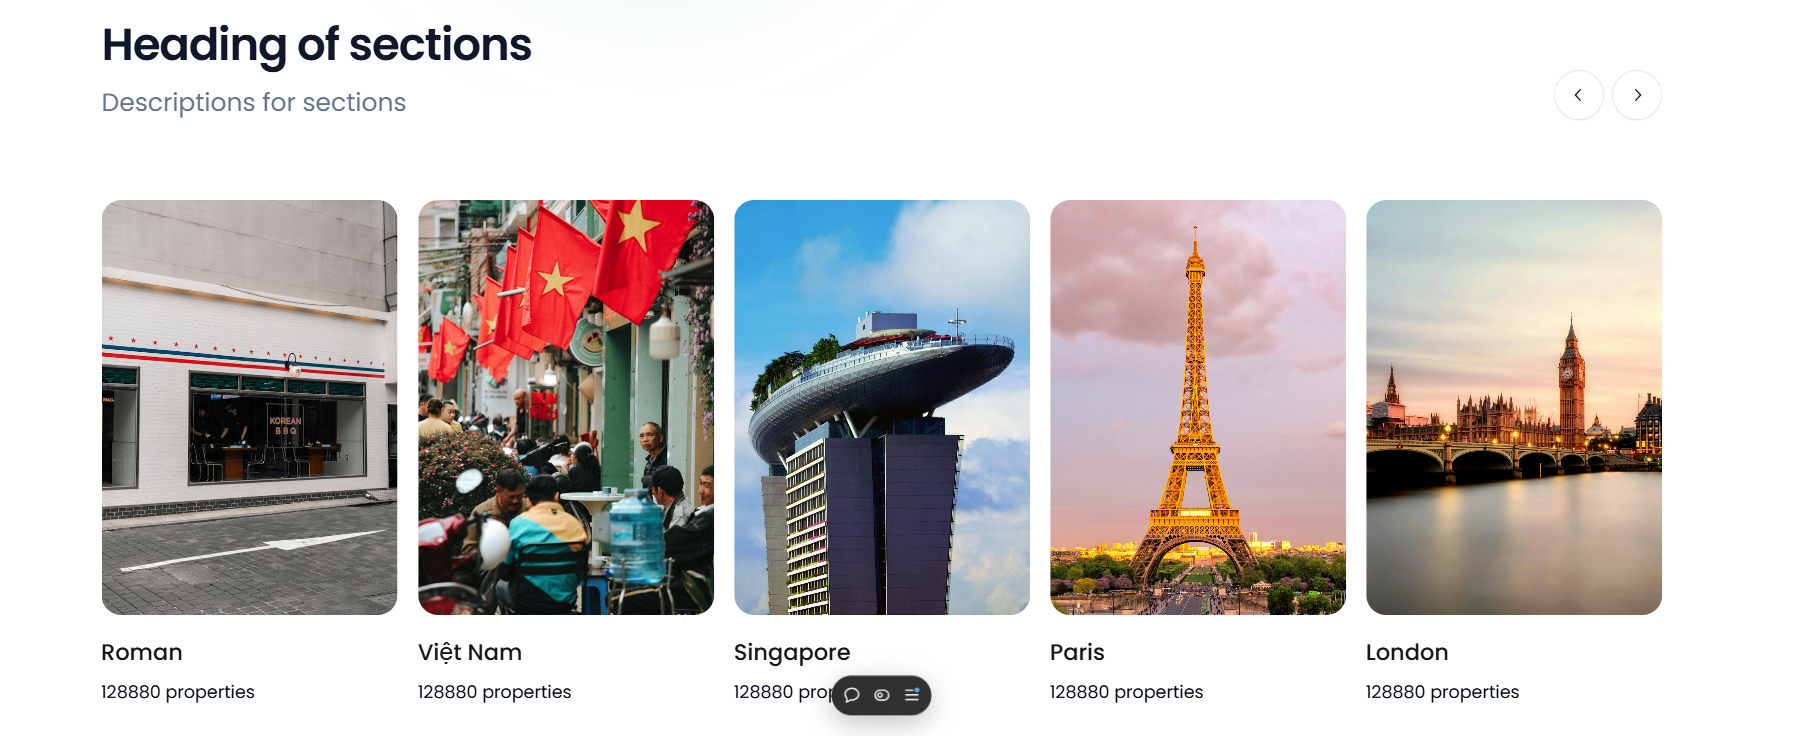 Heading of sections
Descriptions for sections
KOREAN
BBQ
Roman
128880 properties
Việt Nam
128880 properties
Singapore
128880 prop
Paris
128880 properties
London
128880 properties